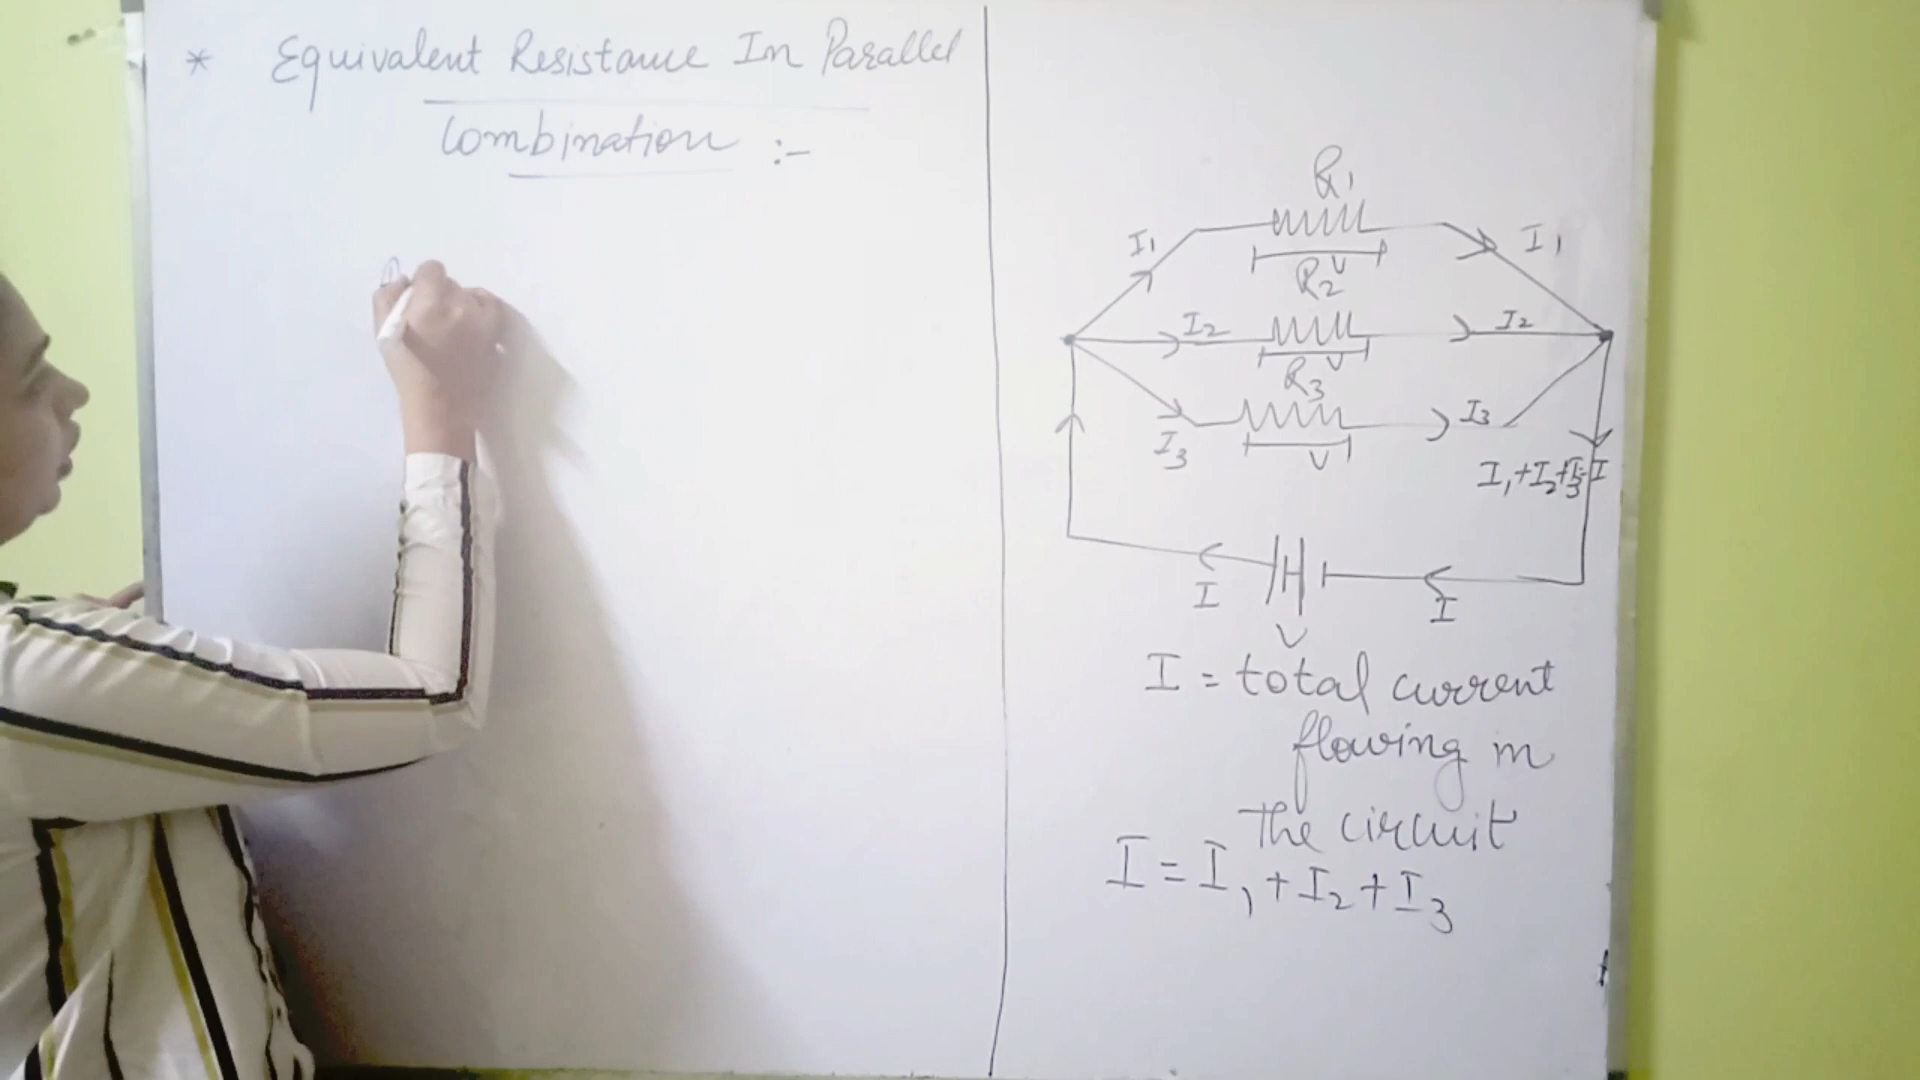 * Equivalent Resistance In Parallel
Combination :-
R1
I1
I1
V
R2
I2
I2
V
R3
I3
I3
V
I1+I2+I3=I
I
I
V
I = total current
flowing in
the circuit
I = I1 + I2 + I3